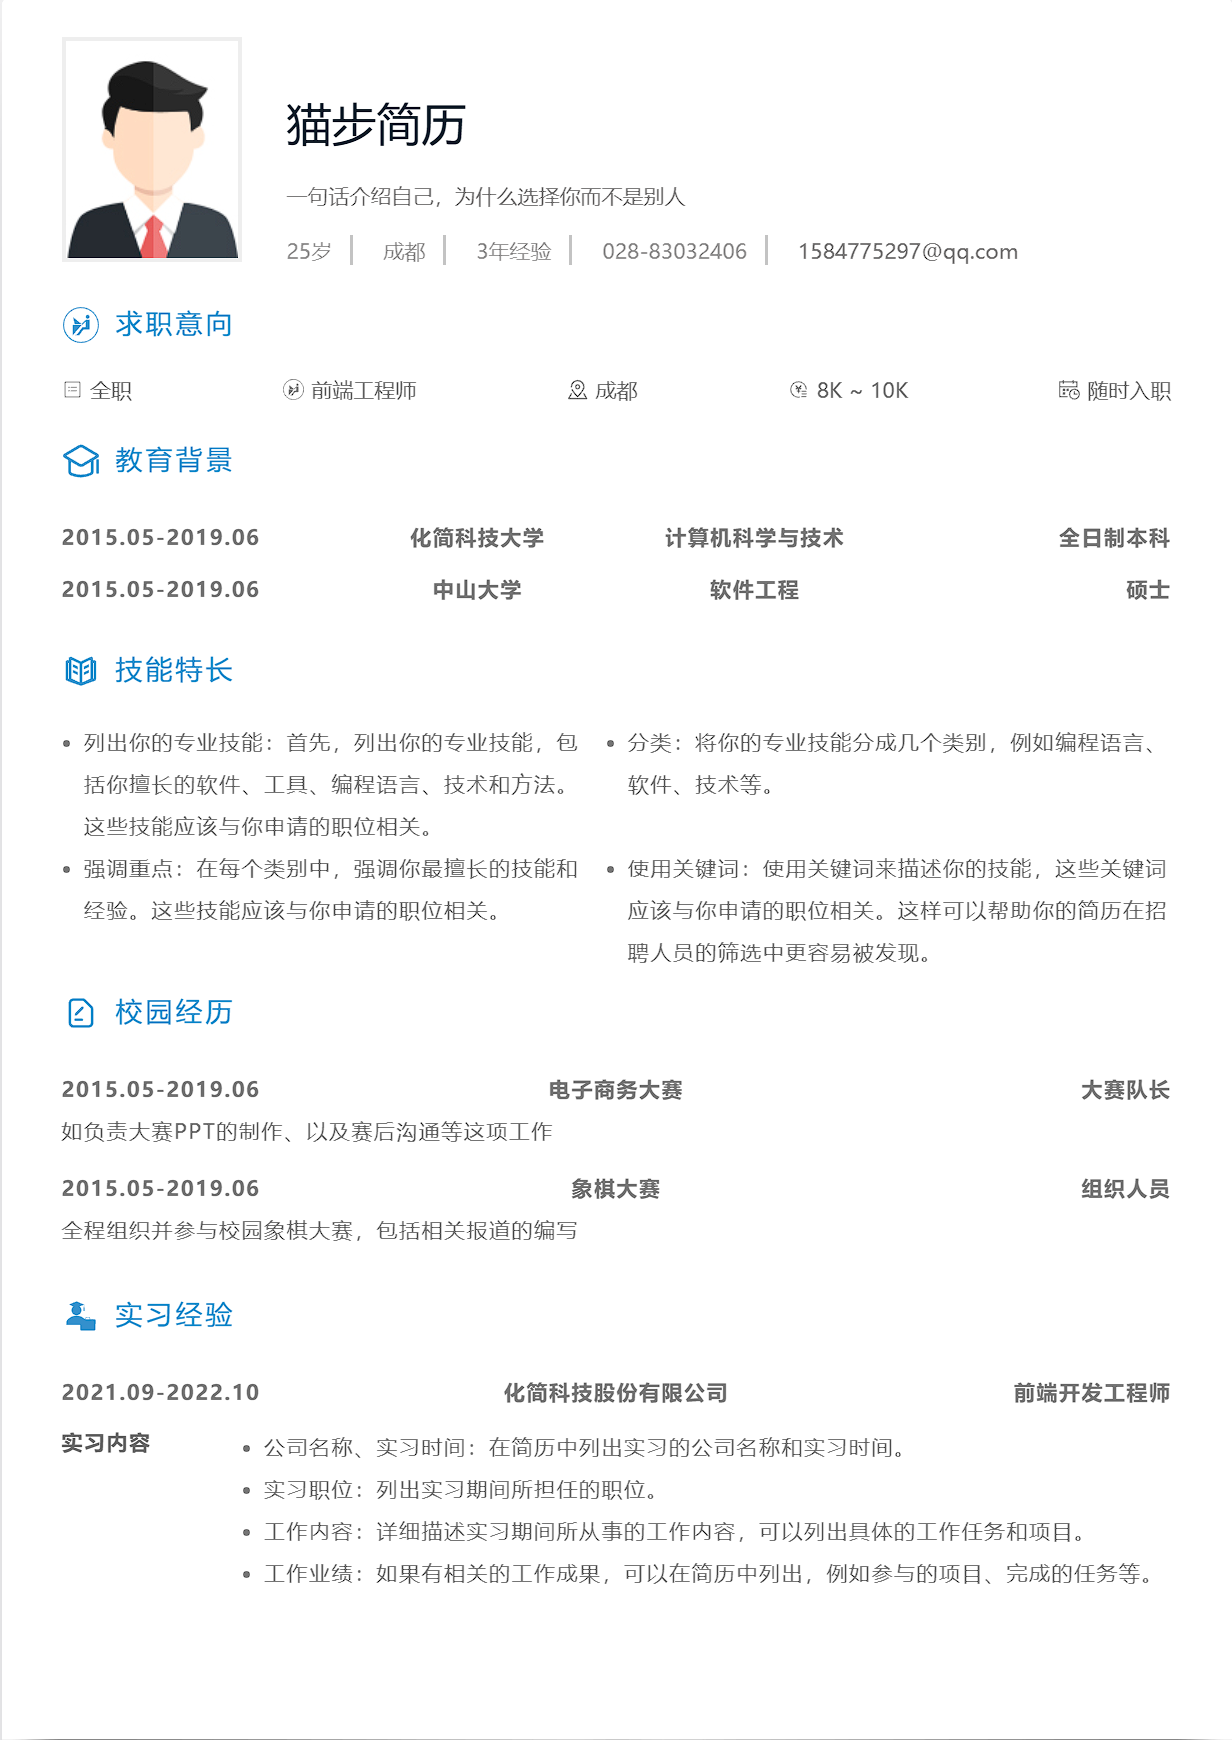 猫步简历
一句话介绍自己，为什么选择你而不是别人
25岁 成都 3年经验 028-83032406 1584775297@qq.com
求职意向
全职 前端工程师 成都 8K ~ 10K 随时入职
教育背景
2015.05-2019.06 化简科技大学 计算机科学与技术 全日制本科
2015.05-2019.06 中山大学 软件工程 硕士
技能特长
• 列出你的专业技能：首先，列出你的专业技能，包
括你擅长的软件、工具、编程语言、技术和方法。
这些技能应该与你申请的职位相关。
• 分类：将你的专业技能分成几个类别，例如编程语言、
软件、技术等。
• 强调重点：在每个类别中，强调你最擅长的技能和
经验。这些技能应该与你申请的职位相关。
• 使用关键词：使用关键词来描述你的技能，这些关键词
应该与你申请的职位相关。这样可以帮助你的简历在招
聘人员的筛选中更容易被发现。
校园经历
2015.05-2019.06 电子商务大赛 大赛队长
如负责大赛PPT的制作、以及赛后沟通等这项工作
2015.05-2019.06 象棋大赛 组织人员
全程组织并参与校园象棋大赛，包括相关报道的编写
实习经验
2021.09-2022.10 化简科技股份有限公司 前端开发工程师
实习内容
• 公司名称、实习时间：在简历中列出实习的公司名称和实习时间。
• 实习职位：列出实习期间所担任的职位。
• 工作内容：详细描述实习期间所从事的工作内容，可以列出具体的工作任务和项目。
• 工作业绩：如果有相关的工作成果，可以在简历中列出，例如参与的项目、完成的任务等。